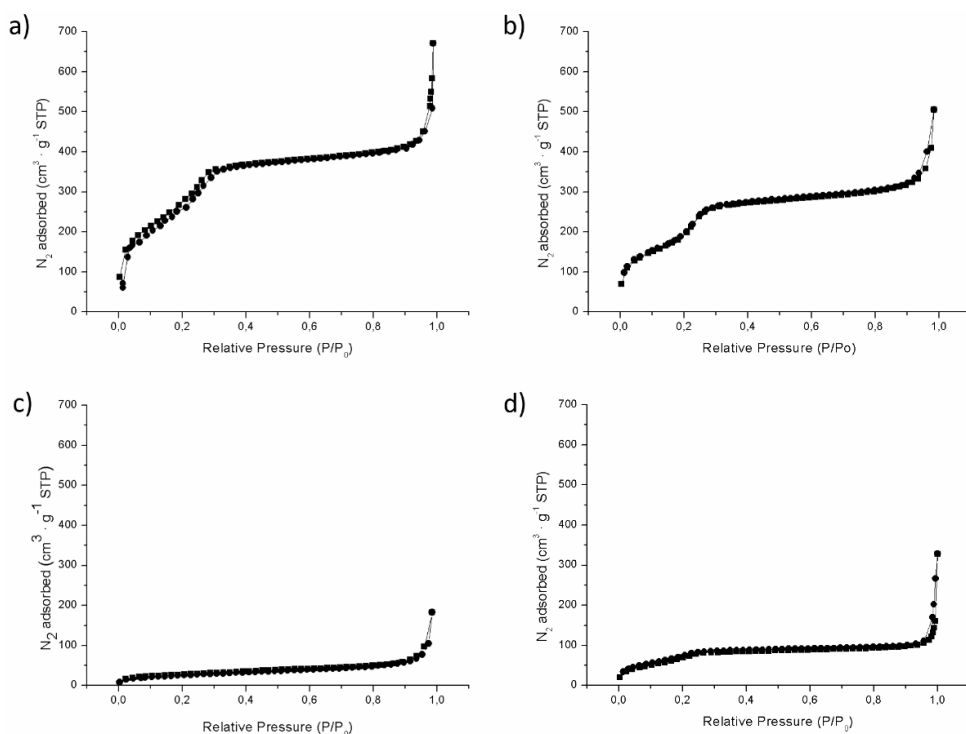 a)
N₂ adsorbed (cm³ · g⁻¹ STP)
700
600
500
400
300
200
100
0
0,0 0,2 0,4 0,6 0,8 1,0
Relative Pressure (P/P₀)
b)
N₂ absorbed (cm³ · g⁻¹ STP)
700
600
500
400
300
200
100
0
0,0 0,2 0,4 0,6 0,8 1,0
Relative Pressure (P/Po)
c)
N2 adsorbed (cm³ · g⁻¹ STP)
700
600
500
400
300
200
100
0
0,0 0,2 0,4 0,6 0,8 1,0
Relative Pressure (P/P₀)
d)
N₂ adsorbed (cm³ · g⁻¹ STP)
700
600
500
400
300
200
100
0
0,0 0,2 0,4 0,6 0,8 1,0
Relative Pressure (P/P₀)